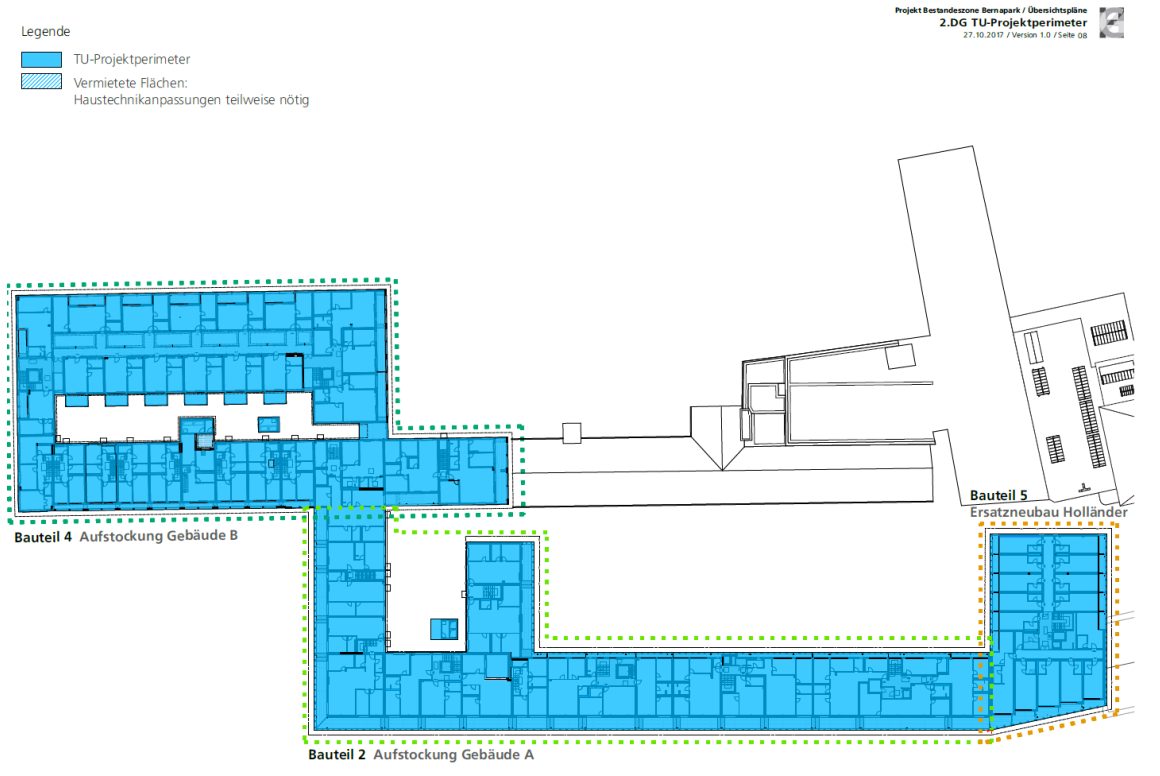 Projekt Bestandeszone Bernapark / Übersichtspläne
2.DG TU-Projektperimeter
27.10.2017 / Version 1.0 / Seite 08
Legende
TU-Projektperimeter
Vermietete Flächen:
Haustechnikanpassungen teilweise nötig
Bauteil 5
Ersatzneubau Holländer
Bauteil 4 Aufstockung Gebäude B
Bauteil 2 Aufstockung Gebäude A